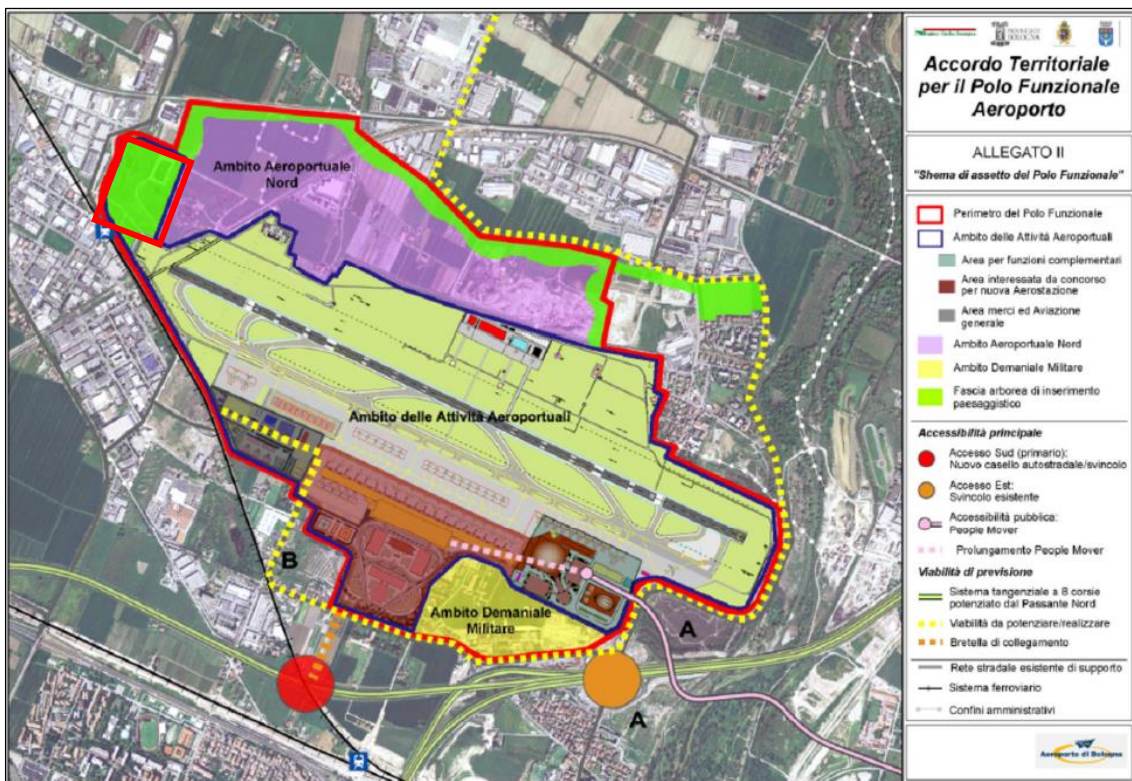 Ambito Aeroportuale
Nord
Ambito delle Attività Aeroportuali
B
Ambito Demaniale
Militare
A
A
BOLOGNA
Accordo Territoriale
per il Polo Funzionale
Aeroporto
ALLEGATO II
"Shema di assetto del Polo Funzionale"
Perimetro del Polo Funzionale
Ambito delle Attività Aeroportuali
Area per funzioni complementari
Area interessata da concorso
per nuova Aerostazione
Area merci ed Aviazione
generale
Ambito Aeroportuale Nord
Ambito Demaniale Militare
Fascia arborea di inserimento
paesaggistico
Accessibilità principale
Accesso Sud (primario):
Nuovo casello autostradale/svincolo
Accesso Est:
Svincolo esistente
Accessibilità pubblica:
People Mover
Prolungamento People Mover
Viabilità di previsione
Sistema tangenziale a 8 corsie
potenziato dal Passante Nord
Viabilità da potenziare/realizzare
Bretella di collegamento
Rete stradale esistente di supporto
Sistema ferroviario
Confini amministrativi
Aeroporto di Bologna